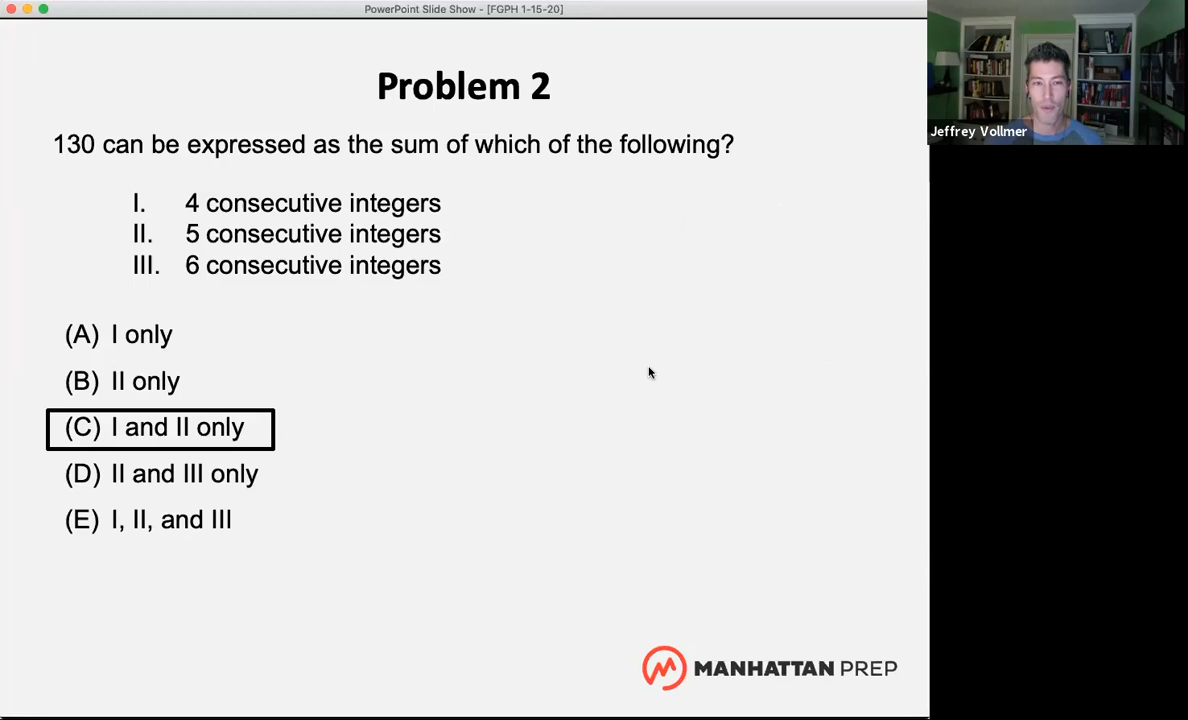 PowerPoint Slide Show - [FGPH 1-15-20]
Problem 2
Jeffrey Vollmer
130 can be expressed as the sum of which of the following?
I. 4 consecutive integers
II. 5 consecutive integers
III. 6 consecutive integers
(A) I only
(B) II only
(C) I and II only
(D) II and III only
(E) I, II, and III
MANHATTAN PREP